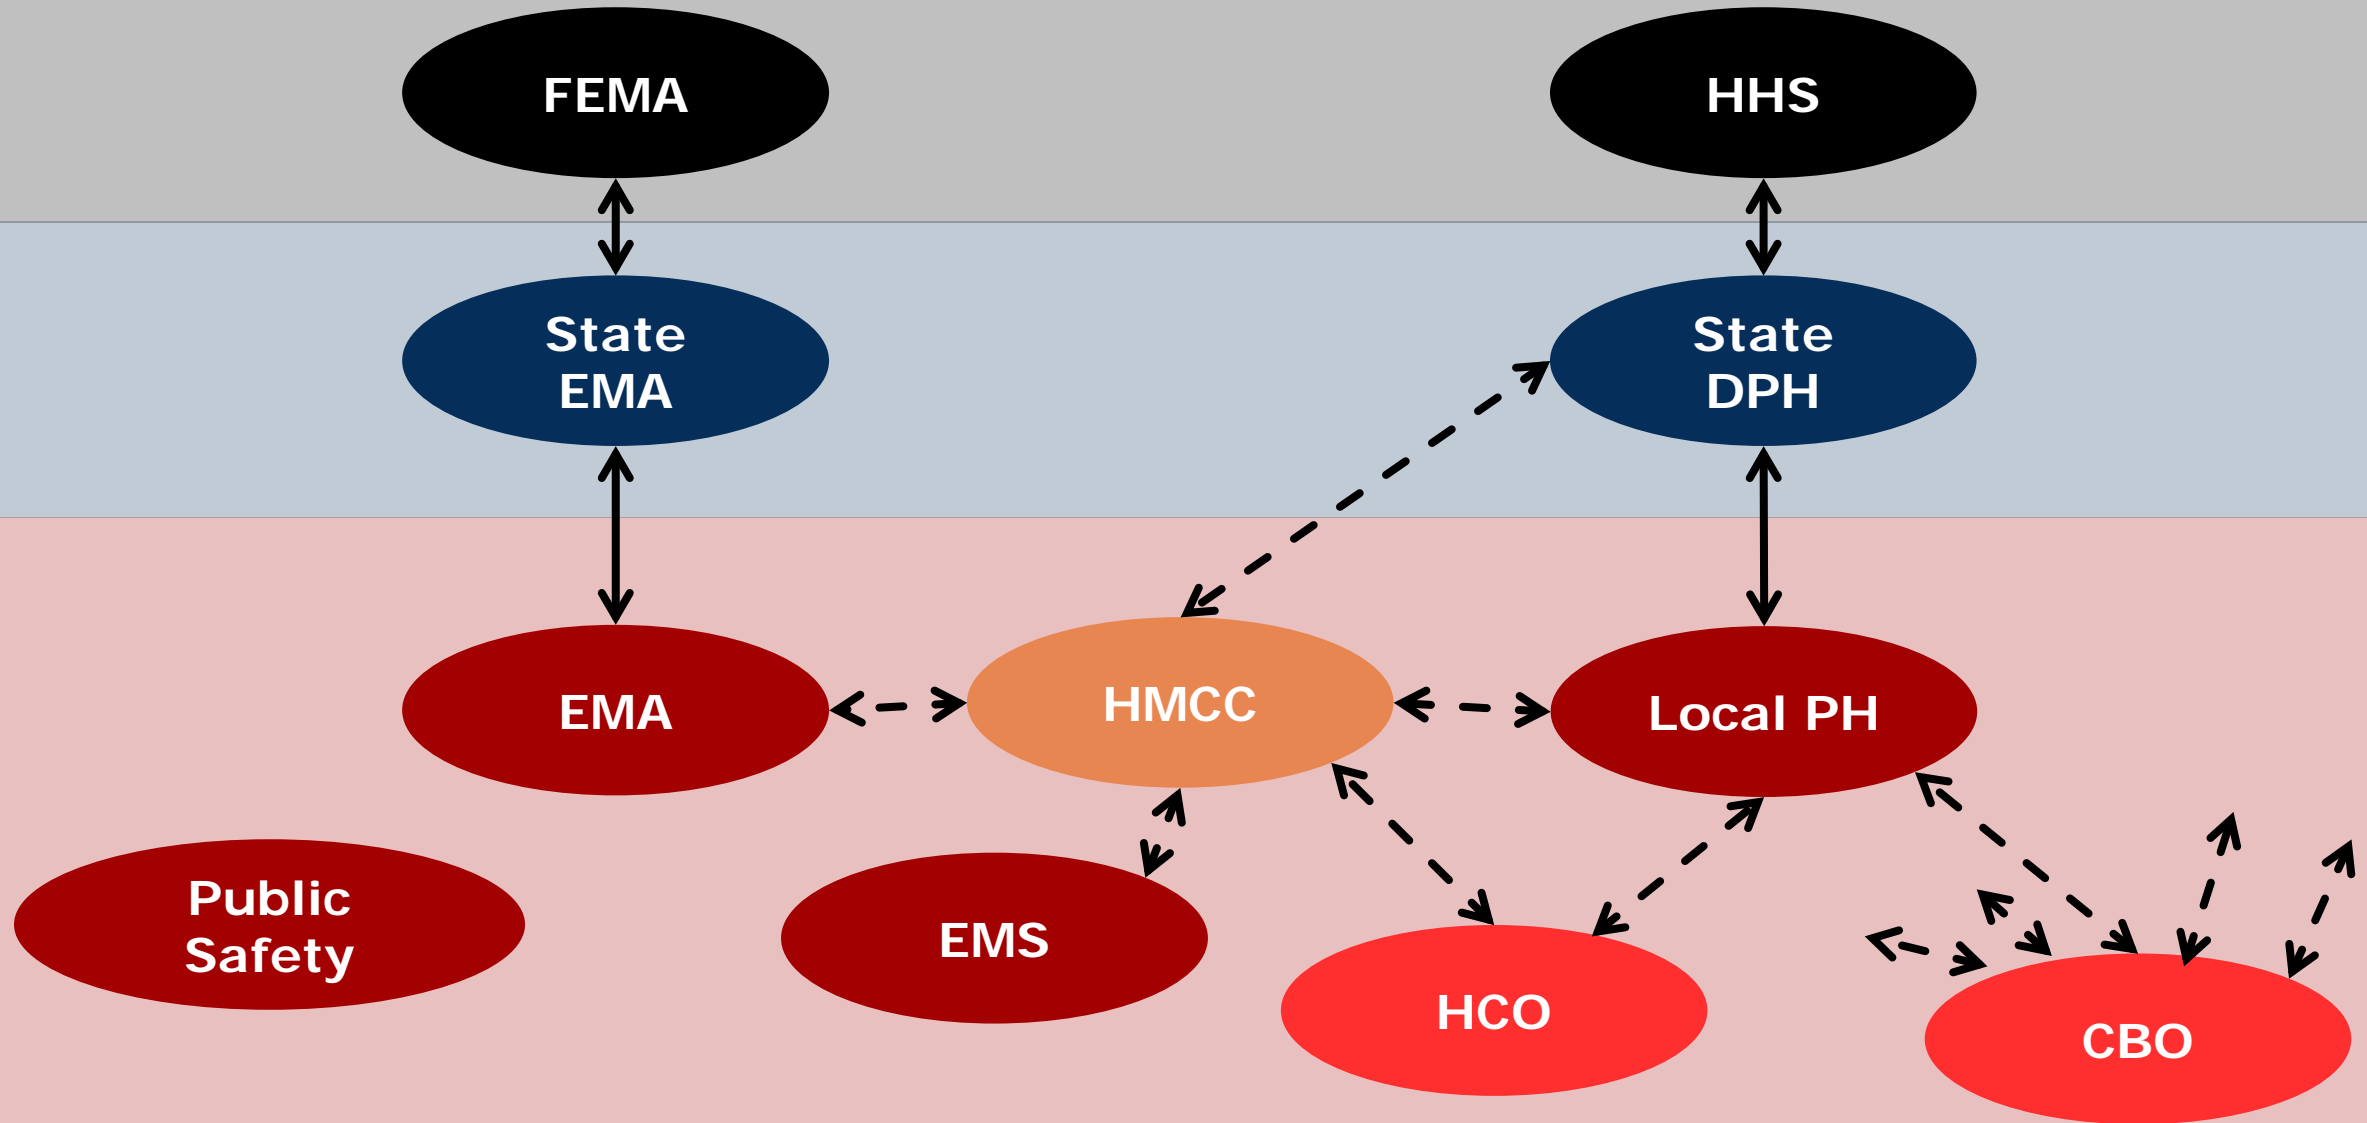 FEMA
HHS
State
EMA
State
DPH
EMA
HMCC
Local PH
Public
Safety
EMS
HCO
CBO